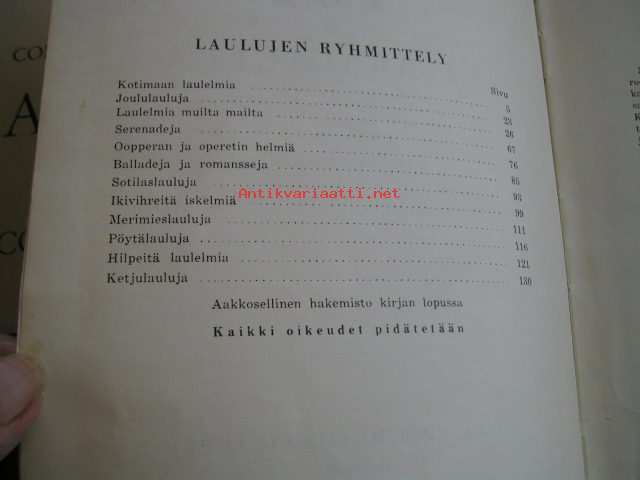 LAULUJEN RYHMITTELY
Sivu
Kotimaan laulelmia 5
Joululauluja 23
Laulelmia muilta mailta 26
Serenadeja 67
Oopperan ja operetin helmiä 76
Balladeja ja romansseja 85
Sotilaslauluja 93
Ikivihreitä iskelmiä 99
Merimieslauluja 111
Pöytälauluja 116
Hilpeitä laulelmia 121
Ketjulauluja 130
Aakkosellinen hakemisto kirjan lopussa
Kaikki oikeudet pidätetään
Antikvariaatti.net